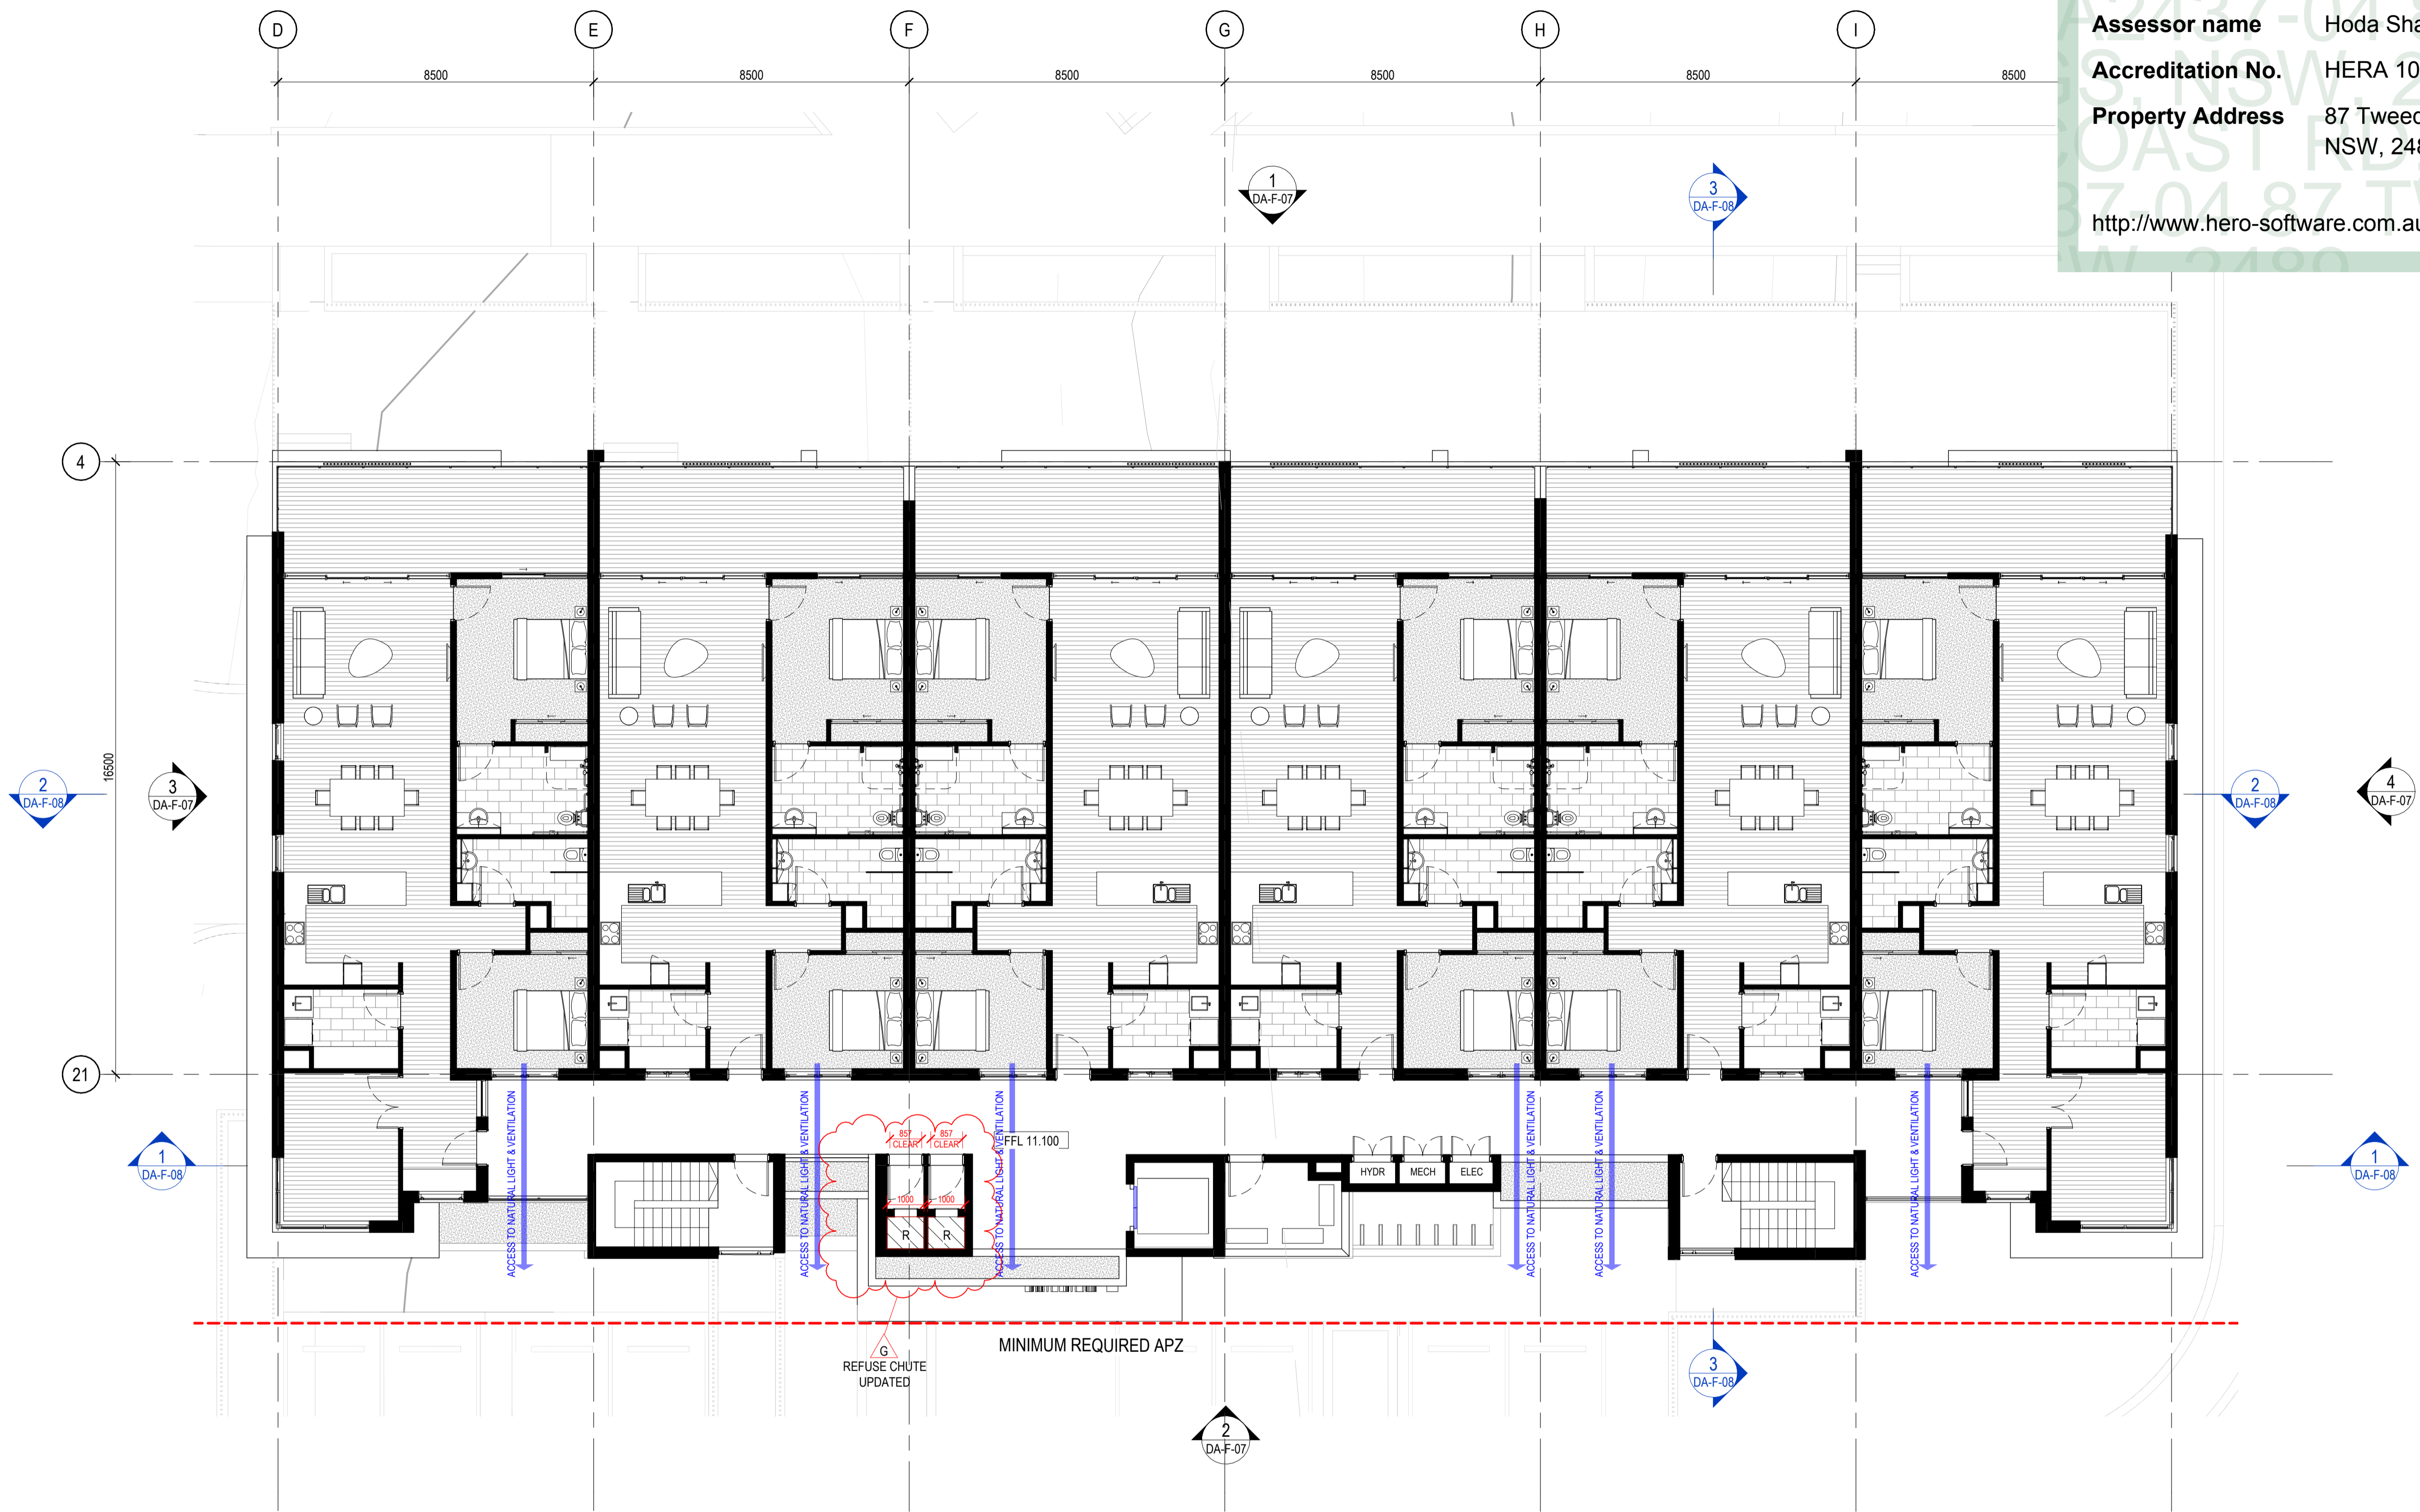 D
E
F
G
H
I
8500
8500
8500
8500
8500
8500
Assessor name Hoda
Accreditation No. HERA 10
Property Address 87
NSW,
http://www.hero-software.com.au
1
DA-F-07
3
DA-F-08
4
16500
2
DA-F-08
3
DA-F-07
2
DA-F-08
4
DA-F-07
21
1
DA-F-08
ACCESS TO NATURAL LIGHT & VENTILATION
ACCESS TO NATURAL LIGHT & VENTILATION
857
CLEAR
857
CLEAR
1000
1000
R
R
ACCESS TO NATURAL LIGHT & VENTILATION
FFL 11.100
HYDR
MECH
ELEC
ACCESS TO NATURAL LIGHT & VENTILATION
ACCESS TO NATURAL LIGHT & VENTILATION
ACCESS TO NATURAL LIGHT & VENTILATION
1
DA-F-08
MINIMUM REQUIRED APZ
G
REFUSE CHUTE
UPDATED
3
DA-F-08
2
DA-F-07